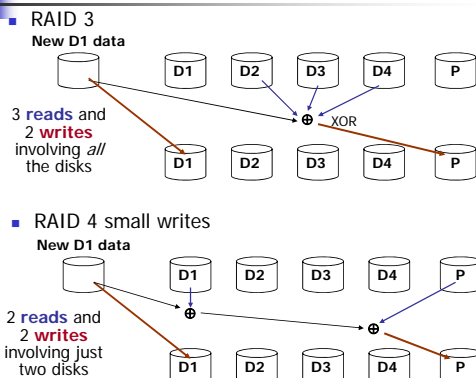 RAID 3
New D1 data
D1 D2 D3 D4 P
3 reads and
2 writes
involving all
the disks
⊕ XOR
D1 D2 D3 D4 P
RAID 4 small writes
New D1 data
D1 D2 D3 D4 P
2 reads and
2 writes
involving just
two disks
⊕ ⊕
D1 D2 D3 D4 P